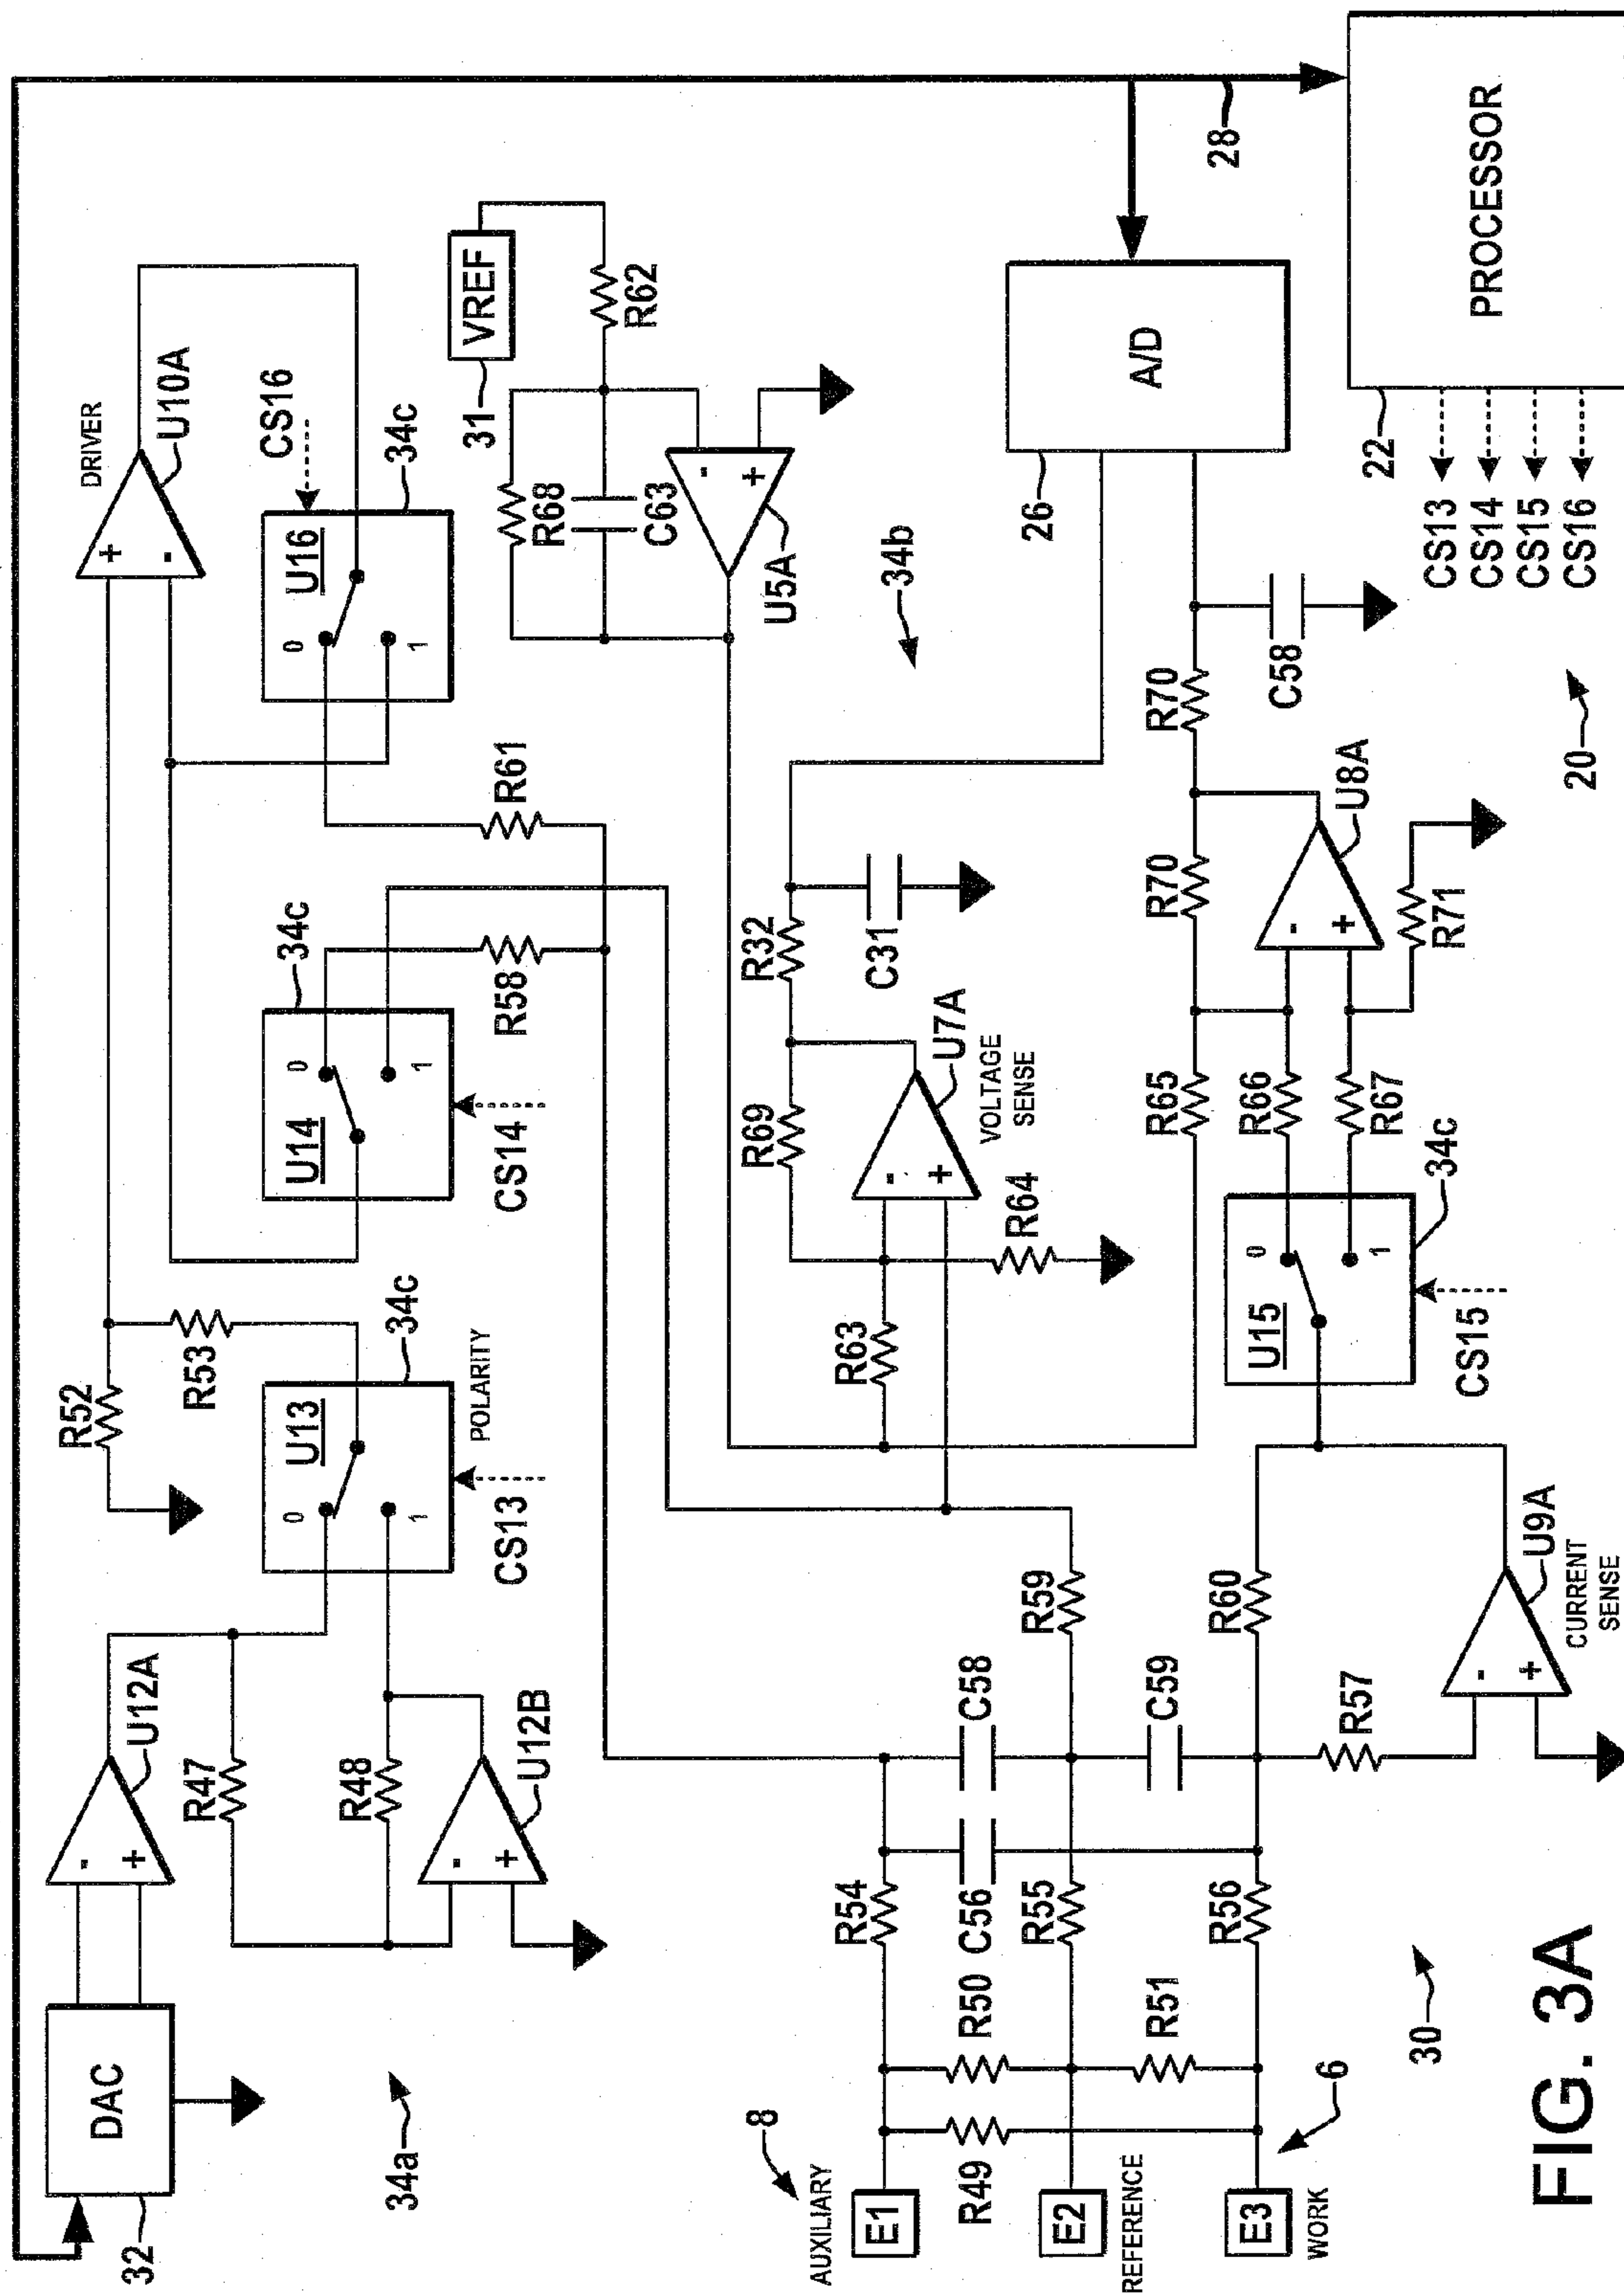 DAC
32
34a
U12A
-
+
R47
R48
U12B
-
+
R52
R53
U13
0
1
34c
POLARITY
CS13
U14
0
1
34c
CS14
R58
R61
DRIVER
U10A
+
-
CS16
U16
0
1
34c
VREF
31
R62
R68
C63
-
+
U5A
34b
8
AUXILIARY
E1
R49
R50
R54
C56
C58
E2
REFERENCE
R51
R55
R59
C59
E3
WORK
6
R56
R60
R57
-
+
U9A
CURRENT
SENSE
30
R63
R64
R69
-
+
U7A
VOLTAGE
SENSE
R32
C31
R65
R66
R67
R70
R70
-
+
U8A
R71
C58
U15
0
1
34c
CS15
A/D
26
28
PROCESSOR
22
CS13
CS14
CS15
CS16
20
FIG. 3A